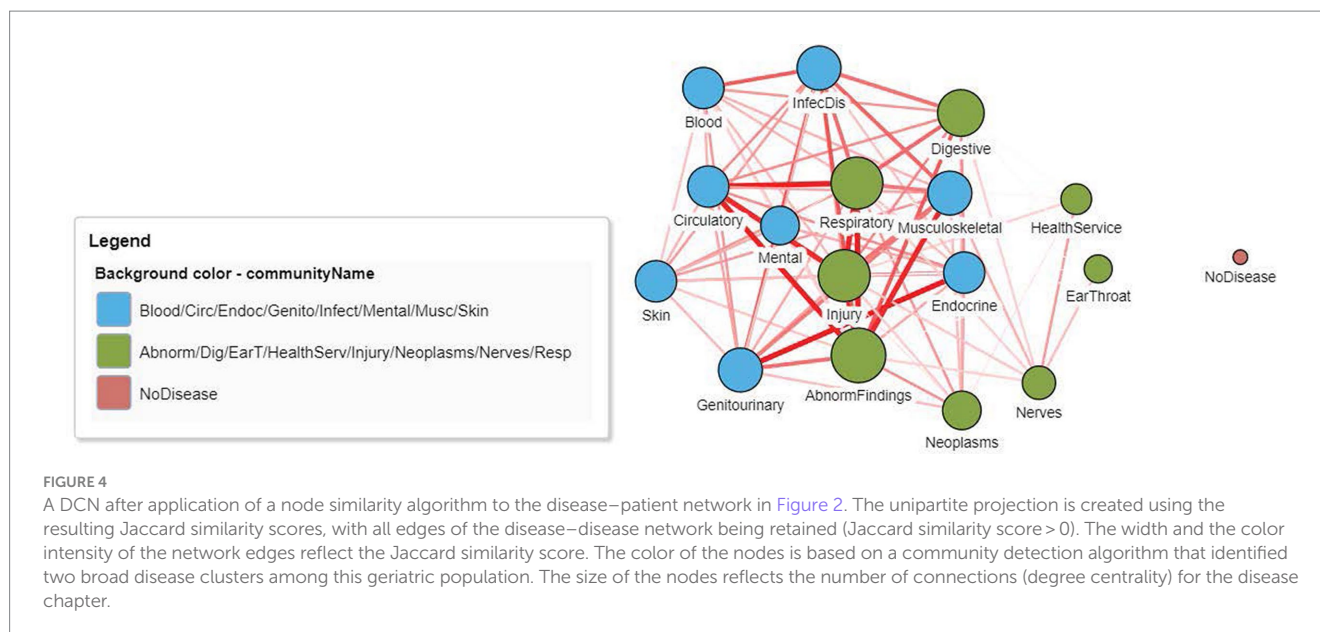 Blood
InfecDis
Digestive
Circulatory
Respiratory
Musculoskeletal
HealthService
Mental
EarThroat
NoDisease
Skin
Injury
Endocrine
Genitourinary
AbnormFindings
Nerves
Neoplasms
Legend
Background color - communityName
Blood/Circ/Endoc/Genito/Infect/Mental/Musc/Skin
Abnorm/Dig/EarT/HealthServ/Injury/Neoplasms/Nerves/Resp
NoDisease
FIGURE 4
A DCN after application of a node similarity algorithm to the disease–patient network in Figure 2. The unipartite projection is created using the
resulting Jaccard similarity scores, with all edges of the disease–disease network being retained (Jaccard similarity score > 0). The width and the color
intensity of the network edges reflect the Jaccard similarity score. The color of the nodes is based on a community detection algorithm that identified
two broad disease clusters among this geriatric population. The size of the nodes reflects the number of connections (degree centrality) for the disease
chapter.